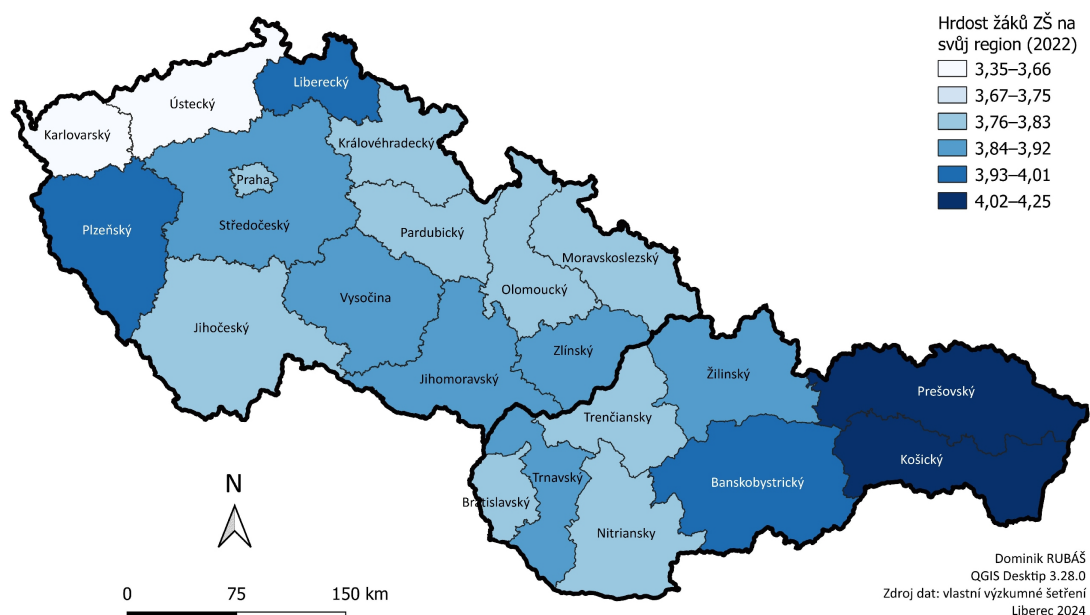 Hrdost žáků ZŠ na
svůj region (2022)
3,35–3,66
3,67–3,75
3,76–3,83
3,84–3,92
3,93–4,01
4,02–4,25
Liberecký
Ústecký
Karlovarský
Královéhradecký
Praha
Středočeský
Plzeňský
Pardubický
Moravskoslezský
Olomoucký
Vysočina
Jihočeský
Zlínský
Jihomoravský
Žilinský
Prešovský
Trenčiansky
Košický
Trnavský
Banskobystrický
Bratislavský
Nitriansky
N
0 75 150 km
Dominik RUBÁŠ
QGIS Desktip 3.28.0
Zdroj dat: vlastní výzkumné šetření
Liberec 2024